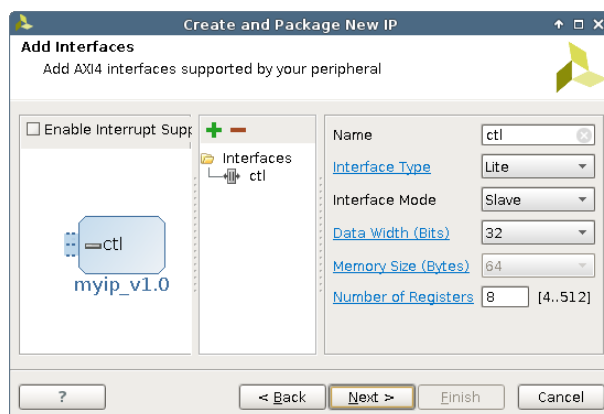 Create and Package New IP
Add Interfaces
Add AXI4 interfaces supported by your peripheral
Enable Interrupt Supp
ctl
myip_v1.0
Interfaces
ctl
Name ctl
Interface Type Lite
Interface Mode Slave
Data Width (Bits) 32
Memory Size (Bytes) 64
Number of Registers 8 [4..512]
? < Back Next > Finish Cancel